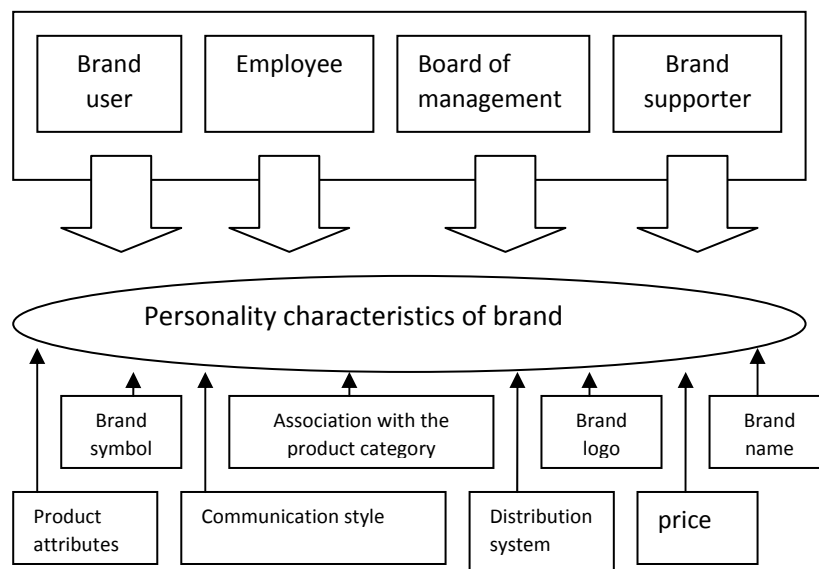 Brand
user
Employee
Board of
management
Brand
supporter
Personality characteristics of brand
Brand
symbol
Association with the
product category
Brand
logo
Brand
name
Product
attributes
Communication style
Distribution
system
price